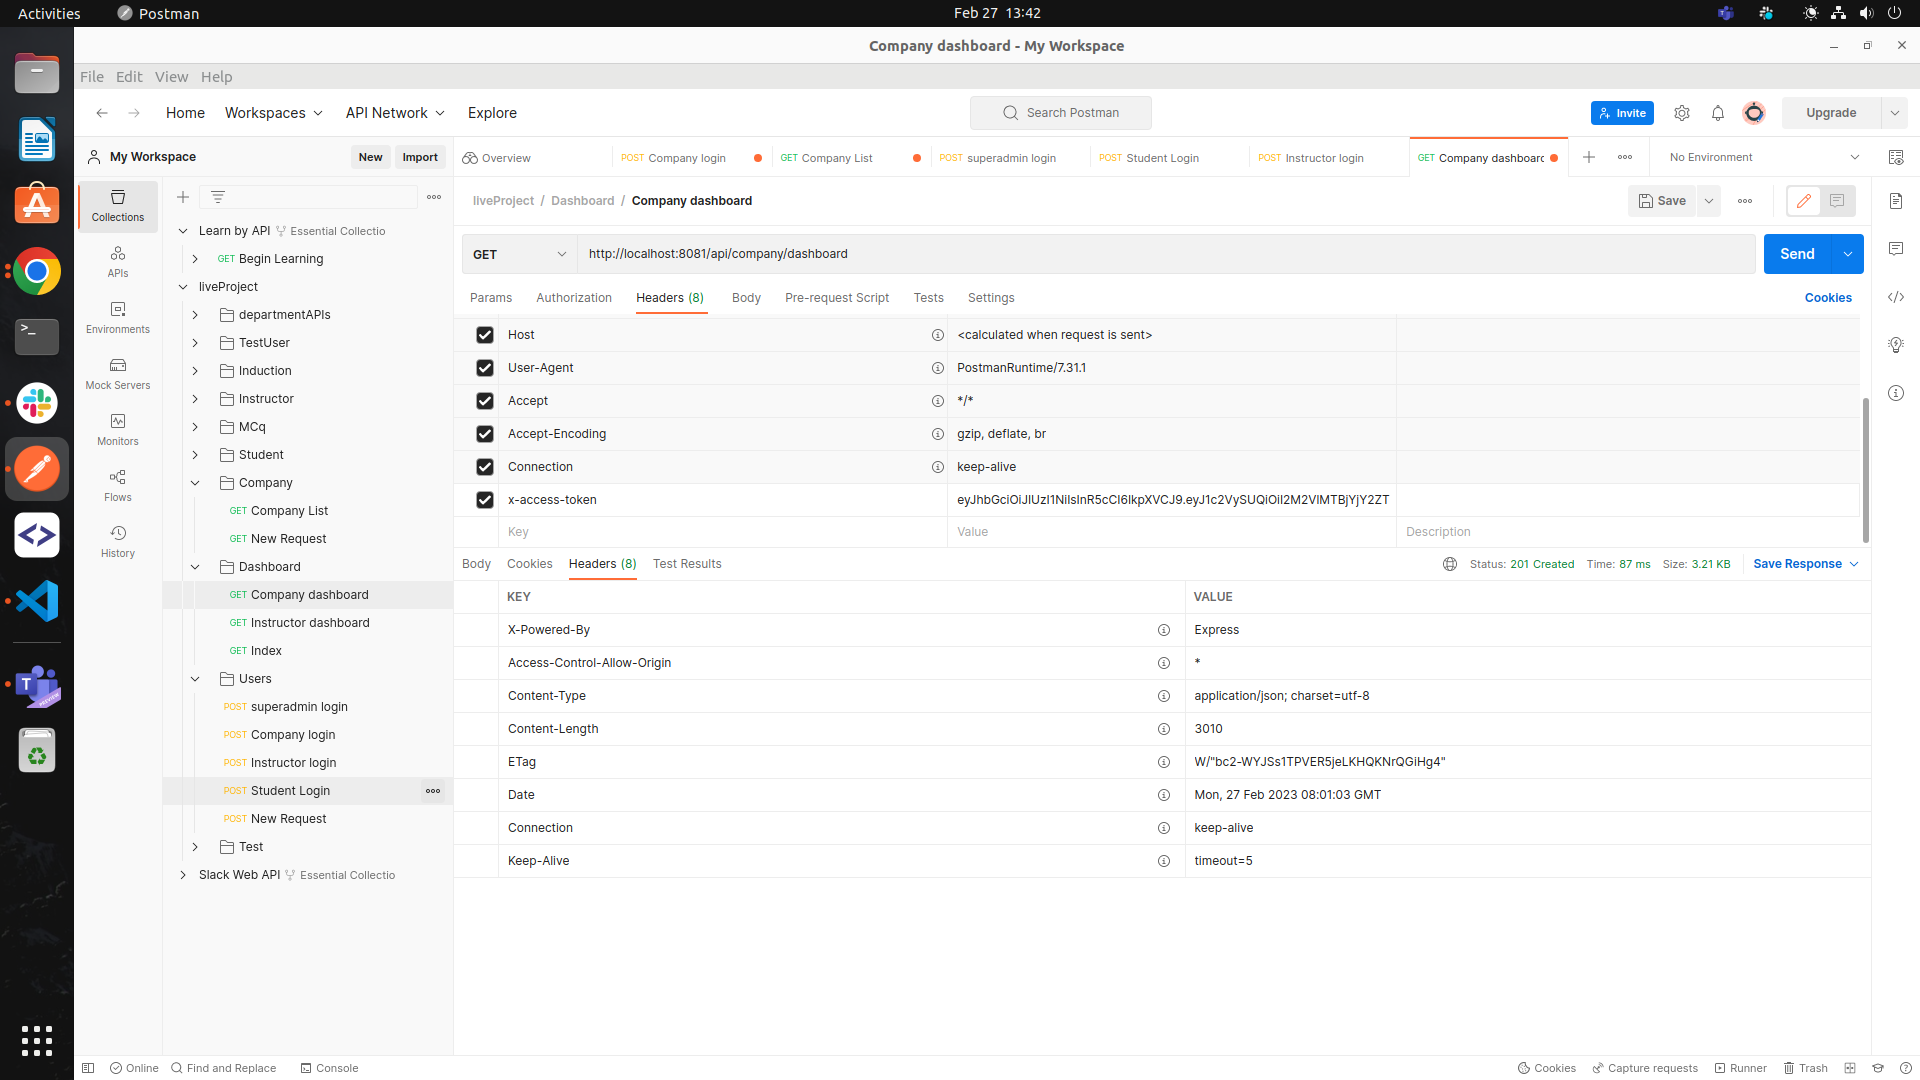 Activities
Postman
Feb 27 13:42
Company dashboard - My Workspace
File Edit View Help
Home
Workspaces
API Network
Explore
Search Postman
Invite
Upgrade
My Workspace
New
Import
Overview
POST Company login
GET Company List
POST superadmin login
POST Student Login
POST Instructor login
GET Company dashboard
No Environment
Collections
APIs
Environments
Mock Servers
Monitors
Flows
History
Learn by API Essential Collectio
GET Begin Learning
liveProject
departmentAPIs
TestUser
Induction
Instructor
MCq
Student
Company
GET Company List
GET New Request
Dashboard
GET Company dashboard
GET Instructor dashboard
GET Index
Users
POST superadmin login
POST Company login
POST Instructor login
POST Student Login
POST New Request
Test
Slack Web API Essential Collectio
liveProject / Dashboard / Company dashboard
Save
GET
http://localhost:8081/api/company/dashboard
Send
Params Authorization Headers (8) Body Pre-request Script Tests Settings
Cookies
Host <calculated when request is sent>
User-Agent PostmanRuntime/7.31.1
Accept */*
Accept-Encoding gzip, deflate, br
Connection keep-alive
x-access-token
Key Value Description
Body Cookies Headers (8) Test Results
Status: 201 Created Time: 87 ms Size: 3.21 KB
Save Response
KEY VALUE
X-Powered-By Express
Access-Control-Allow-Origin *
Content-Type application/json; charset=utf-8
Content-Length 3010
ETag W/"bc2-WYJSs1TPVER5jeLKHQKNrQGiHg4"
Date Mon, 27 Feb 2023 08:01:03 GMT
Connection keep-alive
Keep-Alive timeout=5
Online
Find and Replace
Console
Cookies
Capture requests
Runner
Trash